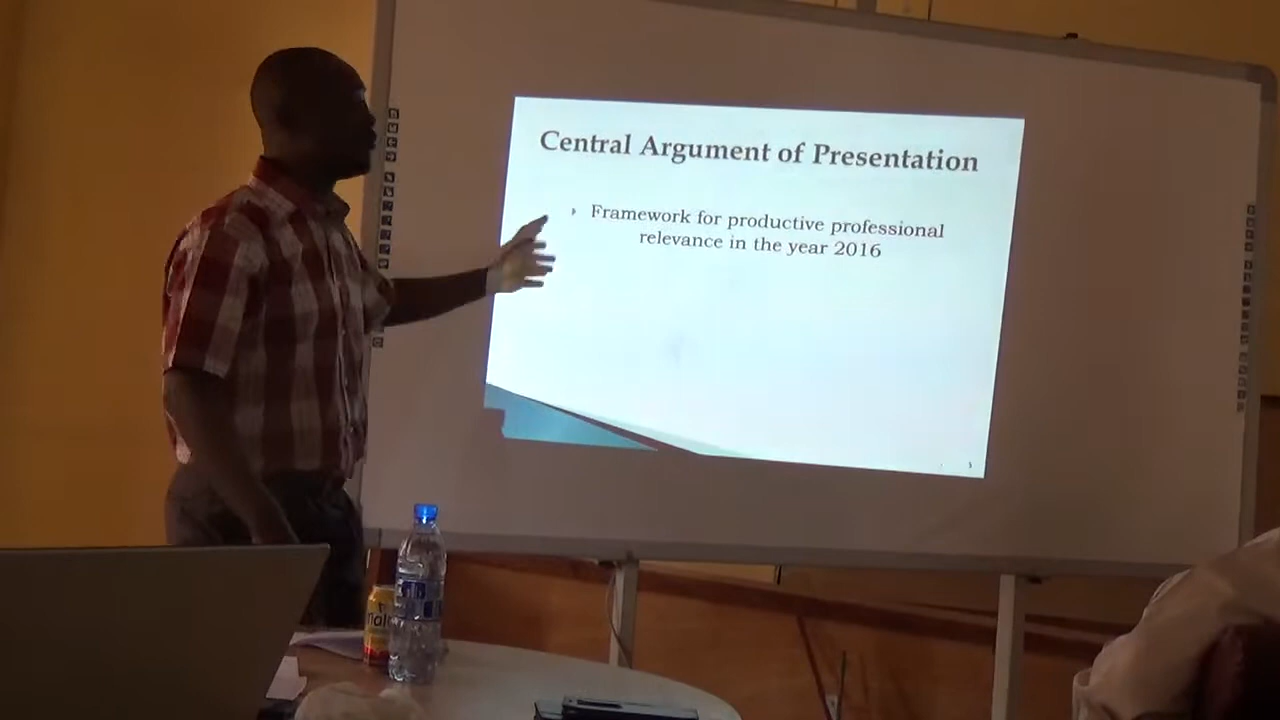 Central Argument of Presentation
Framework for productive professional
relevance in the year 2016